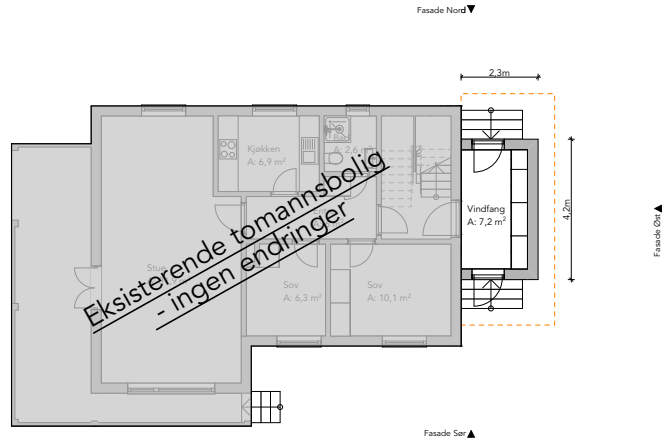 Fasade Nord
2,3m
Kjøkken
A: 6,9 m²
A: 2,6 m²
Eksisterende tomannsbolig
- ingen endringer
Vindfang
A: 7,2 m²
4,2m
Fasade Øst
Stue
Sov
A: 6,3 m²
Sov
A: 10,1 m²
Fasade Sør